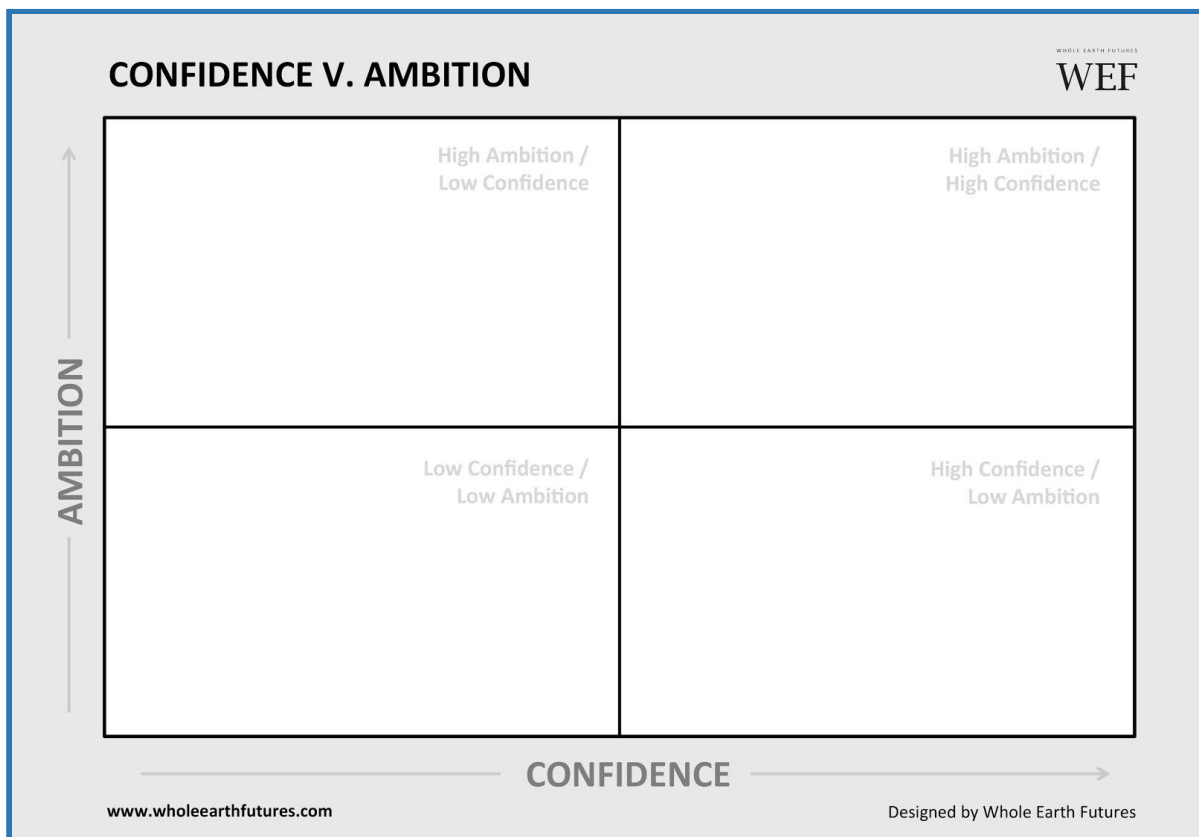 WHOLE EARTH FUTURES
CONFIDENCE V. AMBITION
WEF
High Ambition /
Low Confidence
High Ambition /
High Confidence
AMBITION
Low Confidence /
Low Ambition
High Confidence /
Low Ambition
CONFIDENCE
www.wholeearthfutures.com
Designed by Whole Earth Futures